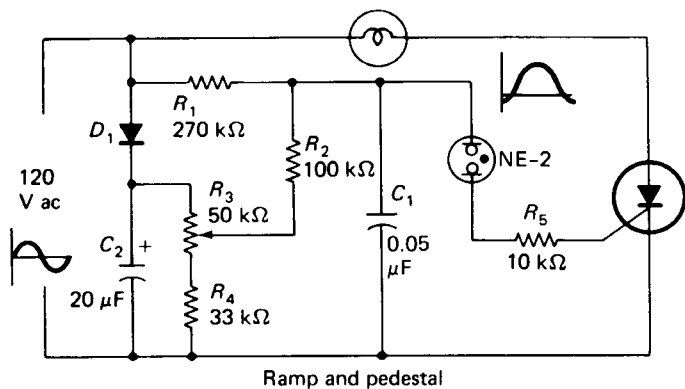 R1
270 kΩ
D1
R2
100 kΩ
NE-2
120
V ac
R3
50 kΩ
C1
0.05
μF
R5
10 kΩ
C2 +
20 μF
R4
33 kΩ
Ramp and pedestal